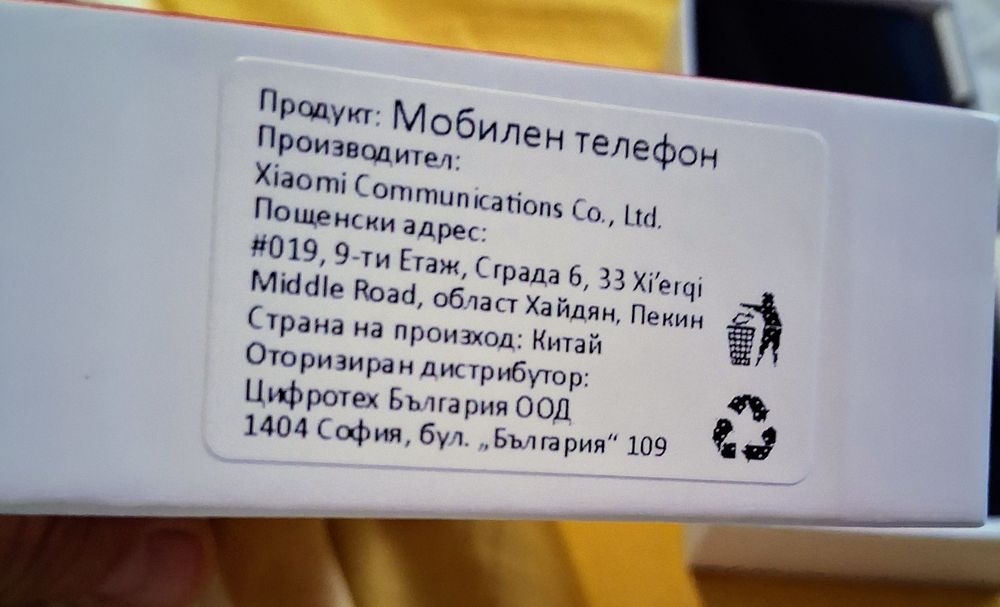 Продукт: Мобилен телефон
Производител:
Xiaomi Communications Co., Ltd.
Пощенски адрес:
#019, 9-ти Етаж, Сграда 6, 33 Xi’erqi
Middle Road, област Хайдян, Пекин
Страна на произход: Китай
Оторизиран дистрибутор:
Цифротех България ООД
1404 София, бул. „България“ 109